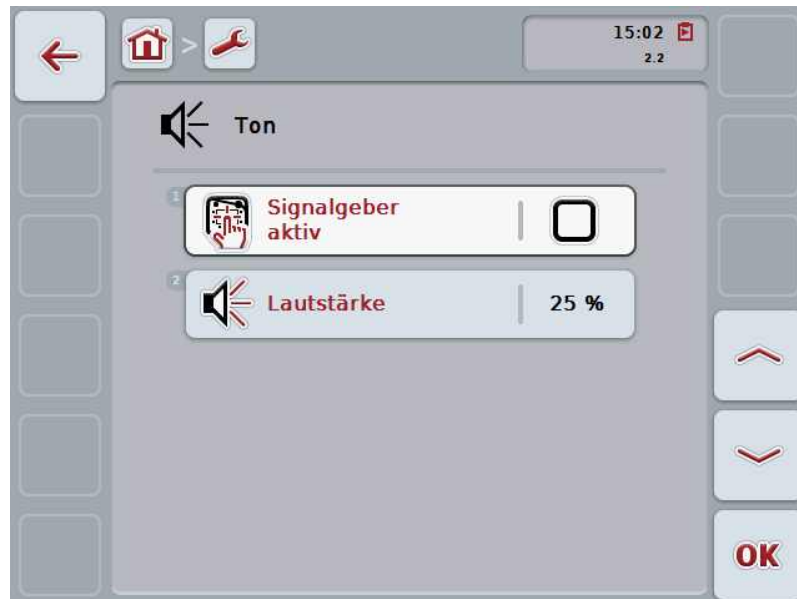 15:02
2.2
Ton
1
Signalgeber
aktiv
2
Lautstärke
25 %
OK